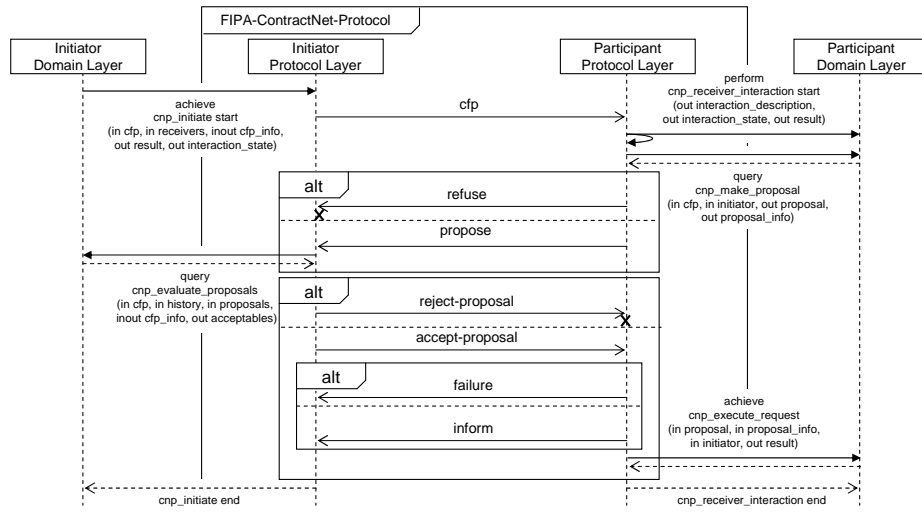 FIPA-ContractNet-Protocol
Initiator
Domain Layer
Initiator
Protocol Layer
Participant
Protocol Layer
Participant
Domain Layer
achieve
cnp_initiate start
(in cfp, in receivers, inout cfp_info,
out result, out interaction_state)
cfp
perform
cnp_receiver_interaction start
(out interaction_description,
out interaction_state, out result)
query
cnp_make_proposal
(in cfp, in initiator, out proposal,
out proposal_info)
alt
refuse
x
propose
query
cnp_evaluate_proposals
(in cfp, in history, in proposals,
inout cfp_info, out acceptables)
alt
reject-proposal
x
accept-proposal
alt
failure
inform
achieve
cnp_execute_request
(in proposal, in proposal_info,
in initiator, out result)
cnp_initiate end
cnp_receiver_interaction end